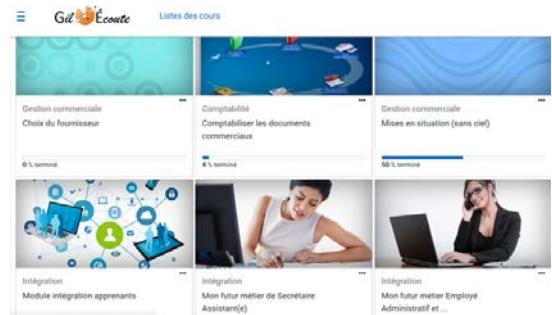 Gil Écoute
Listes des cours
Gestion commerciale
Choix du fournisseur
0 % terminé
Comptabilité
Comptabiliser les documents
commerciaux
4 % terminé
Gestion commerciale
Mises en situation (sans ciel)
50 % terminé
Intégration
Module intégration apprenants
Intégration
Mon futur métier de Secrétaire
Assistant(e)
Intégration
Mon futur métier Employé
Administratif et ...